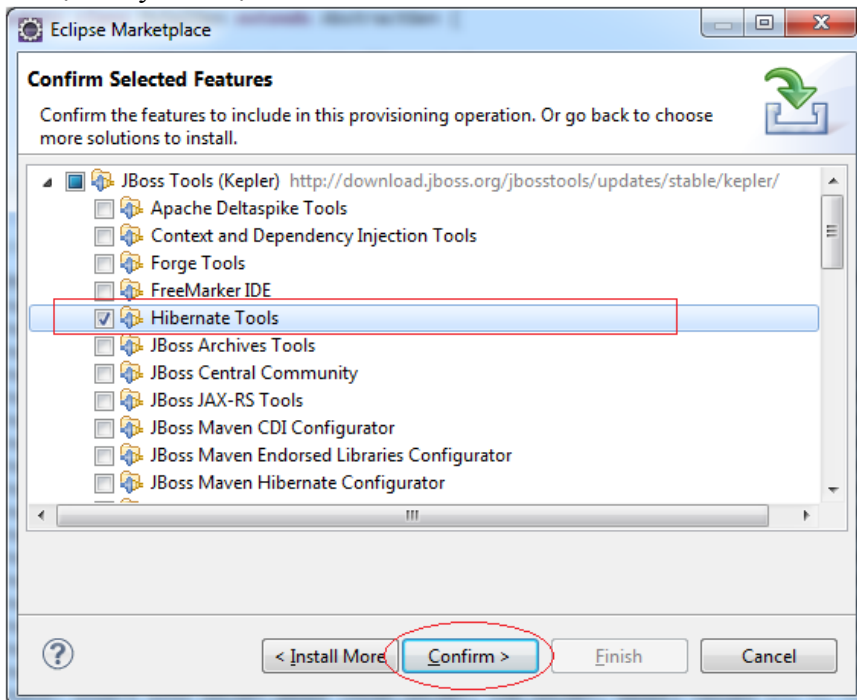 Eclipse Marketplace
Confirm Selected Features
Confirm the features to include in this provisioning operation. Or go back to choose
more solutions to install.
JBoss Tools (Kepler) http://download.jboss.org/jbosstools/updates/stable/kepler/
Apache Deltaspike Tools
Context and Dependency Injection Tools
Forge Tools
FreeMarker IDE
Hibernate Tools
JBoss Archives Tools
JBoss Central Community
JBoss JAX-RS Tools
JBoss Maven CDI Configurator
JBoss Maven Endorsed Libraries Configurator
JBoss Maven Hibernate Configurator
< Install More Confirm > Finish Cancel